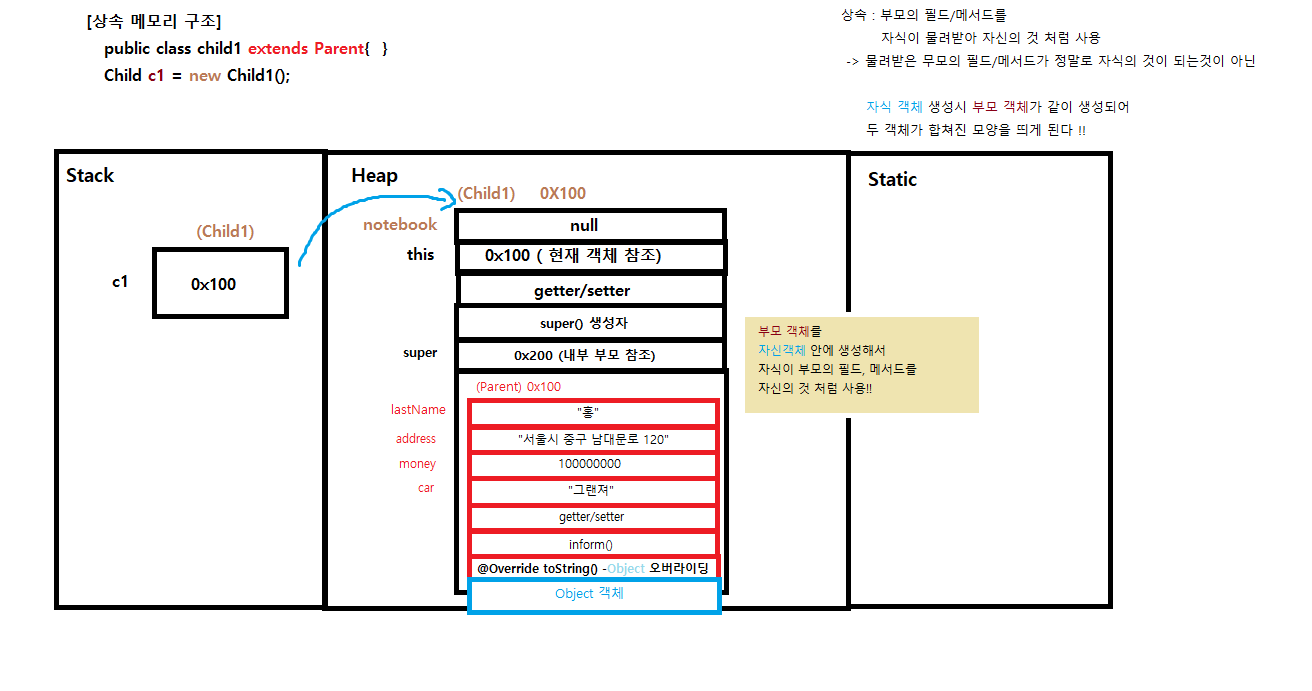 [상속 메모리 구조]
public class child1 extends Parent{  }
Child c1 = new Child1();
상속 : 부모의 필드/메서드를
자식이 물려받아 자신의 것 처럼 사용
-> 물려받은 무모의 필드/메서드가 정말로 자식의 것이 되는것이 아닌
자식 객체 생성시 부모 객체가 같이 생성되어
두 객체가 합쳐진 모양을 띄게 된다 !!
Stack
(Child1)
c1
0x100
Heap
(Child1) 0X100
notebook
null
this
0x100 ( 현재 객체 참조)
getter/setter
super() 생성자
super
0x200 (내부 부모 참조)
(Parent) 0x100
lastName
"홍"
address
"서울시 중구 남대문로 120"
money
100000000
car
"그랜져"
getter/setter
inform()
@Override toString() -Object 오버라이딩
Object 객체
부모 객체를
자신객체 안에 생성해서
자식이 부모의 필드, 메서드를
자신의 것 처럼 사용!!
Static